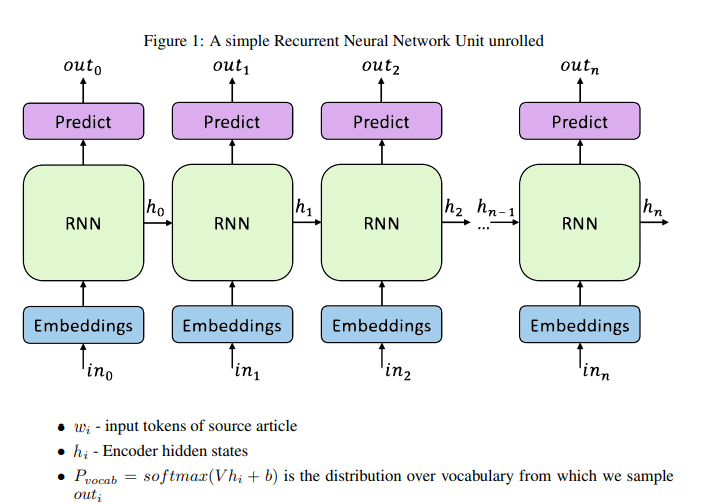 Figure 1: A simple Recurrent Neural Network Unit unrolled
out₀ out₁ out₂ outₙ
Predict Predict Predict Predict
RNN h₀ RNN h₁ RNN h₂ ... hₙ₋₁ RNN hₙ
Embeddings Embeddings Embeddings Embeddings
in₀ in₁ in₂ inₙ
• wᵢ - input tokens of source article
• hᵢ - Encoder hidden states
• P_vocab = softmax(Vhᵢ + b) is the distribution over vocabulary from which we sample
outᵢ